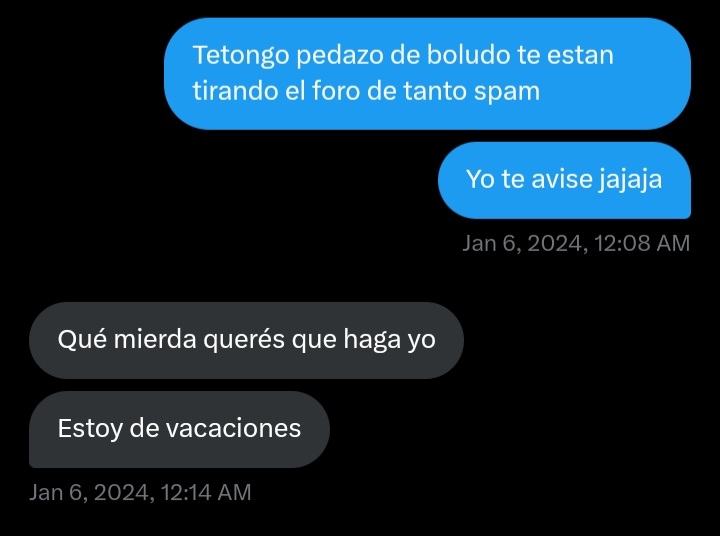 Tetongo pedazo de boludo te estan
tirando el foro de tanto spam
Yo te avise jajaja
Jan 6, 2024, 12:08 AM
Qué mierda querés que haga yo
Estoy de vacaciones
Jan 6, 2024, 12:14 AM